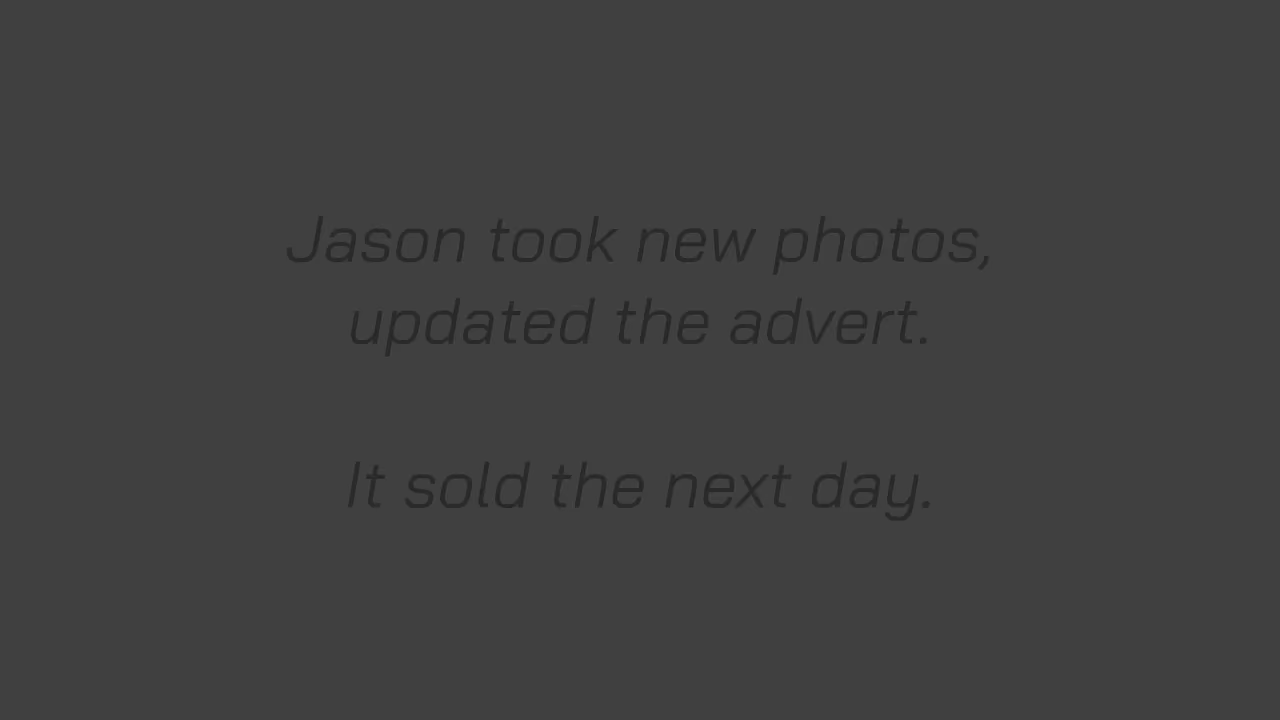 Jason took new photos,
updated the advert.
It sold the next day.